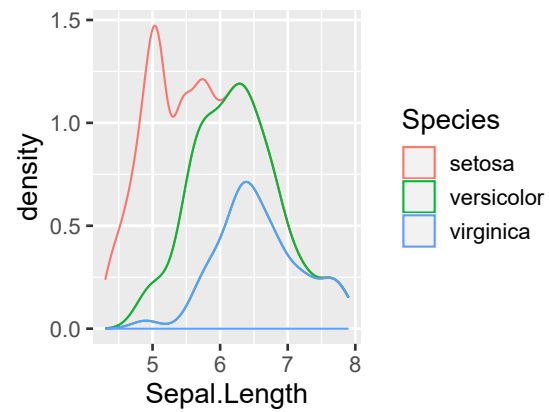 1.5
1.0
0.5
0.0
density
5 6 7 8
Sepal.Length
Species
setosa
versicolor
virginica